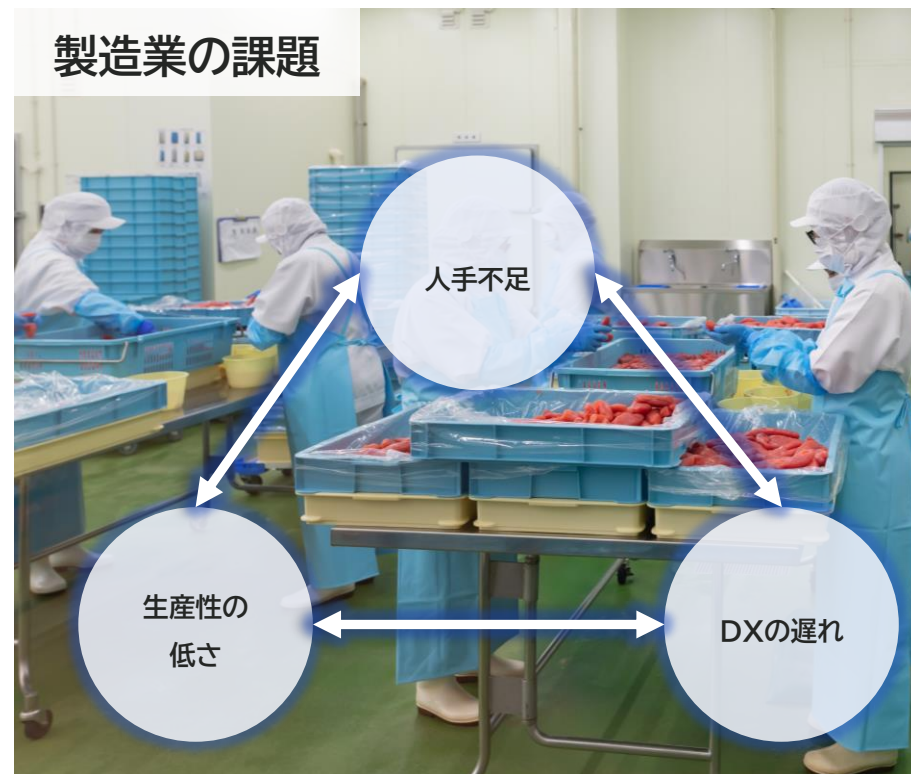 製造業の課題
人手不足
生産性の
低さ
DXの遅れ